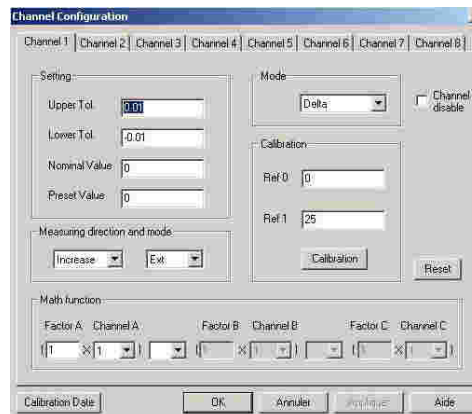 Channel Configuration
Channel 1 Channel 2 Channel 3 Channel 4 Channel 5 Channel 6 Channel 7 Channel 8
Setting
Upper Tol. 0.01
Lower Tol. -0.01
Nominal Value 0
Preset Value 0
Mode
Delta
Channel disable
Calibration
Ref 0 0
Ref 1 25
Calibration
Measuring direction and mode
Increase Ext
Reset
Math function
Factor A Channel A Factor B Channel B Factor C Channel C
( 1 × 1 ) ( × 1 ) ( × 1 )
Calibration Date OK Annuler Appliquer Aide